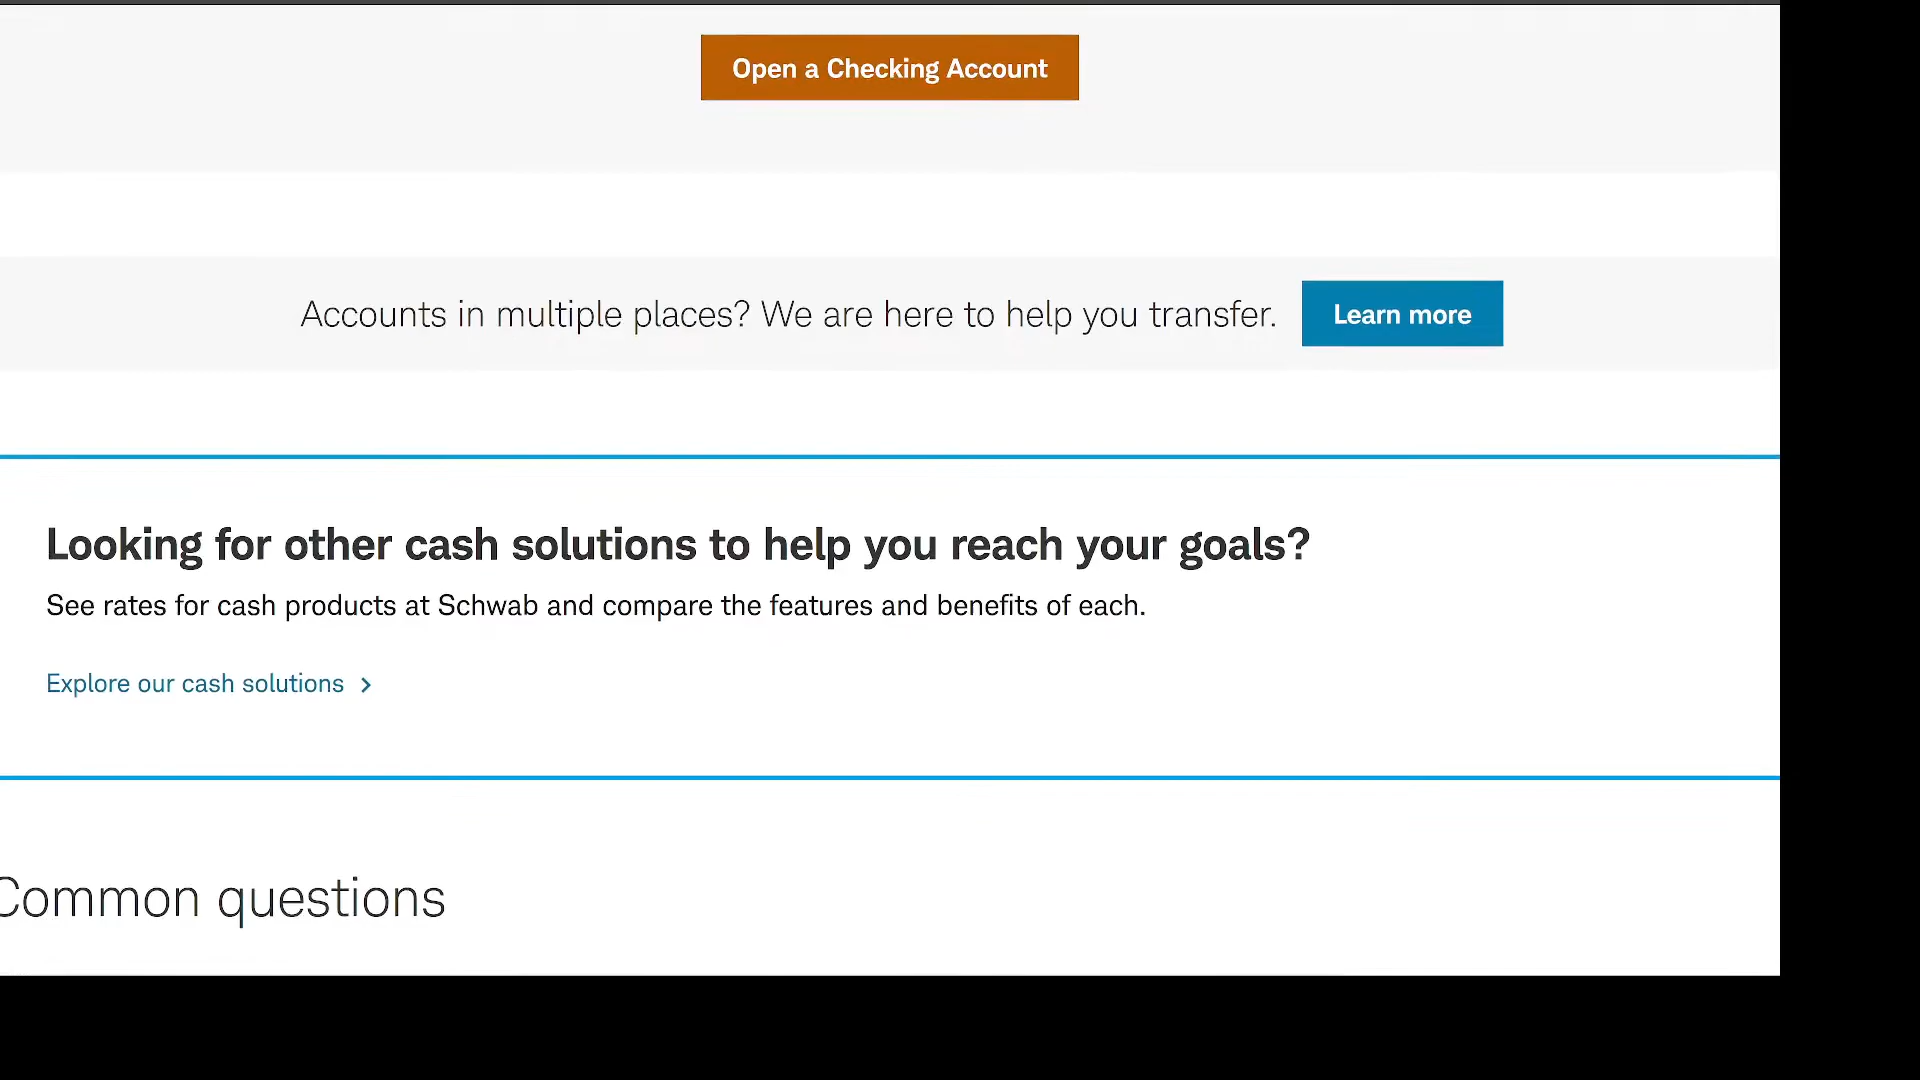 Open a Checking Account
Accounts in multiple places? We are here to help you transfer.
Learn more
Looking for other cash solutions to help you reach your goals?
See rates for cash products at Schwab and compare the features and benefits of each.
Explore our cash solutions >
Common questions